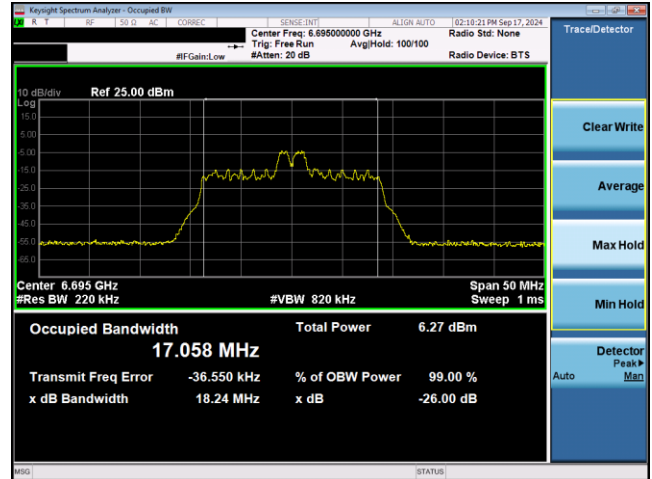 Keysight Spectrum Analyzer - Occupied BW
R T RF 50 Ω AC CORREC SENSE:INT ALIGN AUTO 02:10:21 PM Sep 17, 2024
Center Freq: 6.695000000 GHz Radio Std: None
Trig: Free Run Avg|Hold: 100/100
#IFGain:Low #Atten: 20 dB Radio Device: BTS
Trace/Detector
10 dB/div Ref 25.00 dBm
Log
15.0
5.00
-5.00
-15.0
-25.0
-35.0
-45.0
-55.0
-65.0
Center 6.695 GHz Span 50 MHz
#Res BW 220 kHz #VBW 820 kHz Sweep 1 ms
Occupied Bandwidth Total Power 6.27 dBm
17.058 MHz
Transmit Freq Error -36.550 kHz % of OBW Power 99.00 %
x dB Bandwidth 18.24 MHz x dB -26.00 dB
Clear Write
Average
Max Hold
Min Hold
Detector
Peak▶
Auto Man
MSG STATUS